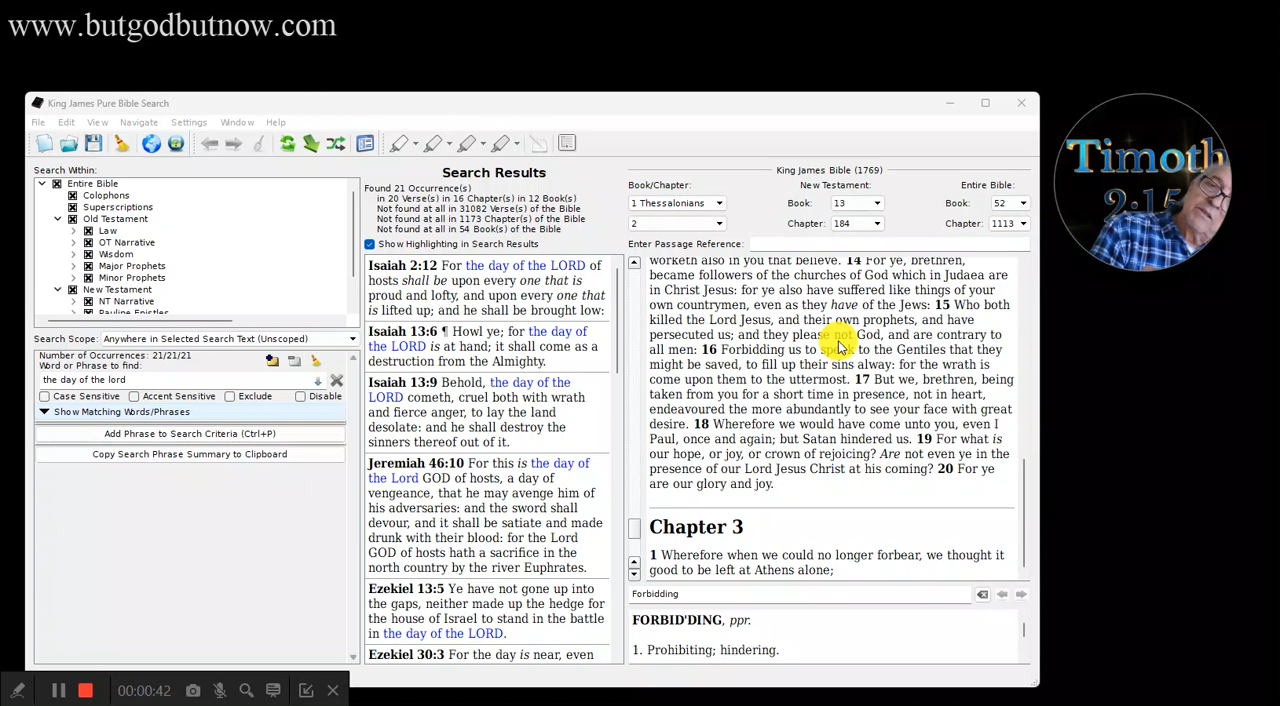 www.butgodbutnow.com
King James Pure Bible Search
File Edit View Navigate Settings Window Help
Search Within:
Entire Bible
Colophons
Superscriptions
Old Testament
Law
OT Narrative
Wisdom
Major Prophets
Minor Prophets
New Testament
NT Narrative
Pauline Epistles
Search Scope: Anywhere in Selected Search Text (Unscoped)
Number of Occurrences: 21/21/21
Word or Phrase to find:
the day of the lord
Case Sensitive Accent Sensitive Exclude Disable
Show Matching Words/Phrases
Add Phrase to Search Criteria (Ctrl+P)
Copy Search Phrase Summary to Clipboard
Search Results
Found 21 Occurrence(s)
in 20 Verse(s) in 16 Chapter(s) in 12 Book(s)
Not found at all in 31082 Verse(s) of the Bible
Not found at all in 1173 Chapter(s) of the Bible
Not found at all in 54 Book(s) of the Bible
Show Highlighting in Search Results
Isaiah 2:12 For the day of the LORD of
hosts shall be upon every one that is
proud and lofty, and upon every one that
is lifted up; and he shall be brought low:
Isaiah 13:6 ¶ Howl ye; for the day of
the LORD is at hand; it shall come as a
destruction from the Almighty.
Isaiah 13:9 Behold, the day of the
LORD cometh, cruel both with wrath
and fierce anger, to lay the land
desolate: and he shall destroy the
sinners thereof out of it.
Jeremiah 46:10 For this is the day of
the Lord GOD of hosts, a day of
vengeance, that he may avenge him of
his adversaries: and the sword shall
devour, and it shall be satiate and made
drunk with their blood: for the Lord
GOD of hosts hath a sacrifice in the
north country by the river Euphrates.
Ezekiel 13:5 Ye have not gone up into
the gaps, neither made up the hedge for
the house of Israel to stand in the battle
in the day of the LORD.
Ezekiel 30:3 For the day is near, even
King James Bible (1769)
Book/Chapter: New Testament: Entire Bible:
1 Thessalonians Book: 13 Book: 52
2 Chapter: 184 Chapter: 1113
Enter Passage Reference:
worketh also in you that believe. 14 For ye, brethren,
became followers of the churches of God which in Judaea are
in Christ Jesus: for ye also have suffered like things of your
own countrymen, even as they have of the Jews: 15 Who both
killed the Lord Jesus, and their own prophets, and have
persecuted us; and they please not God, and are contrary to
all men: 16 Forbidding us to speak to the Gentiles that they
might be saved, to fill up their sins alway: for the wrath is
come upon them to the uttermost. 17 But we, brethren, being
taken from you for a short time in presence, not in heart,
endeavoured the more abundantly to see your face with great
desire. 18 Wherefore we would have come unto you, even I
Paul, once and again; but Satan hindered us. 19 For what is
our hope, or joy, or crown of rejoicing? Are not even ye in the
presence of our Lord Jesus Christ at his coming? 20 For ye
are our glory and joy.
Chapter 3
1 Wherefore when we could no longer forbear, we thought it
good to be left at Athens alone;
Forbidding
FORBID'DING, ppr.
1. Prohibiting; hindering.
Timoth
2:15
00:00:42